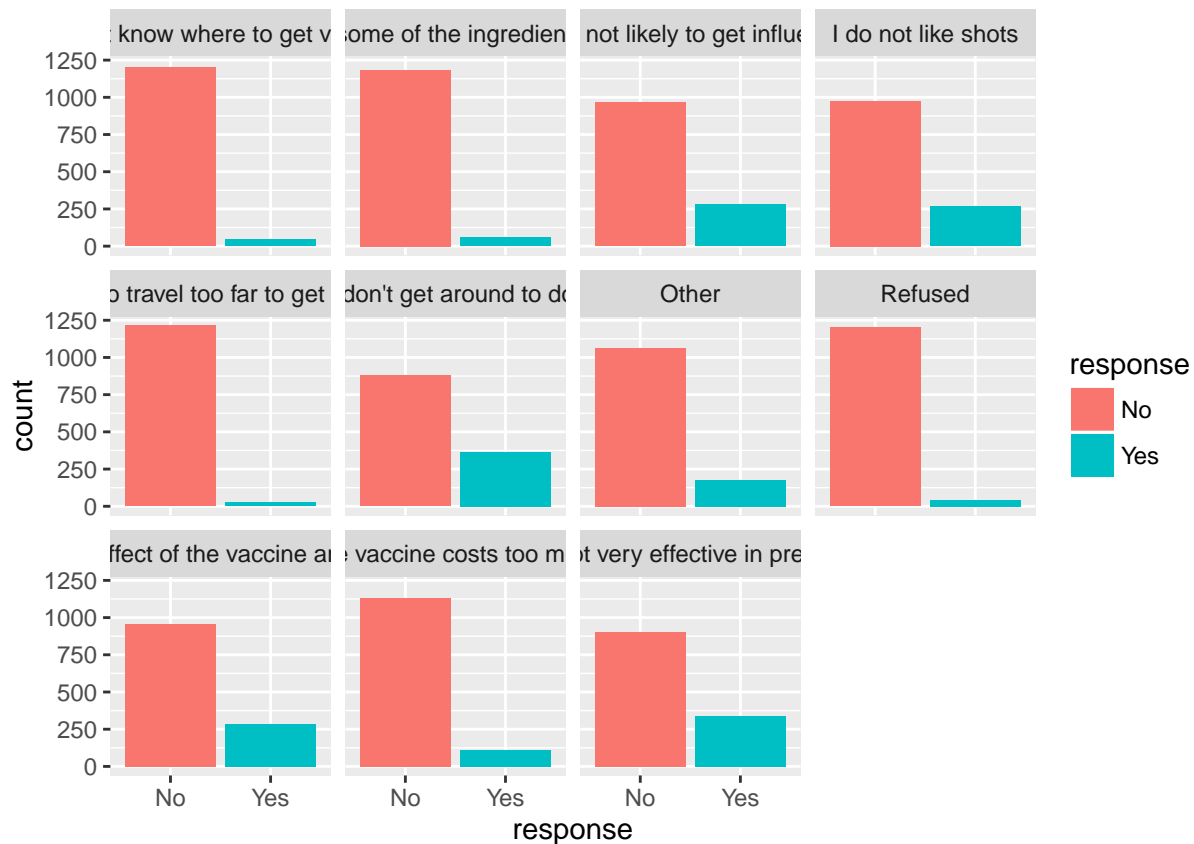 know where to get
some of the ingredien
not likely to get influe
I do not like shots
1250
1000
750
500
250
0
travel too far to get
don't get around to do
Other
Refused
1250
1000
750
500
250
0
ffect of the vaccine
vaccine costs too m
very effective in pre
1250
1000
750
500
250
0
No Yes
No Yes
No Yes
count
response
response
No
Yes